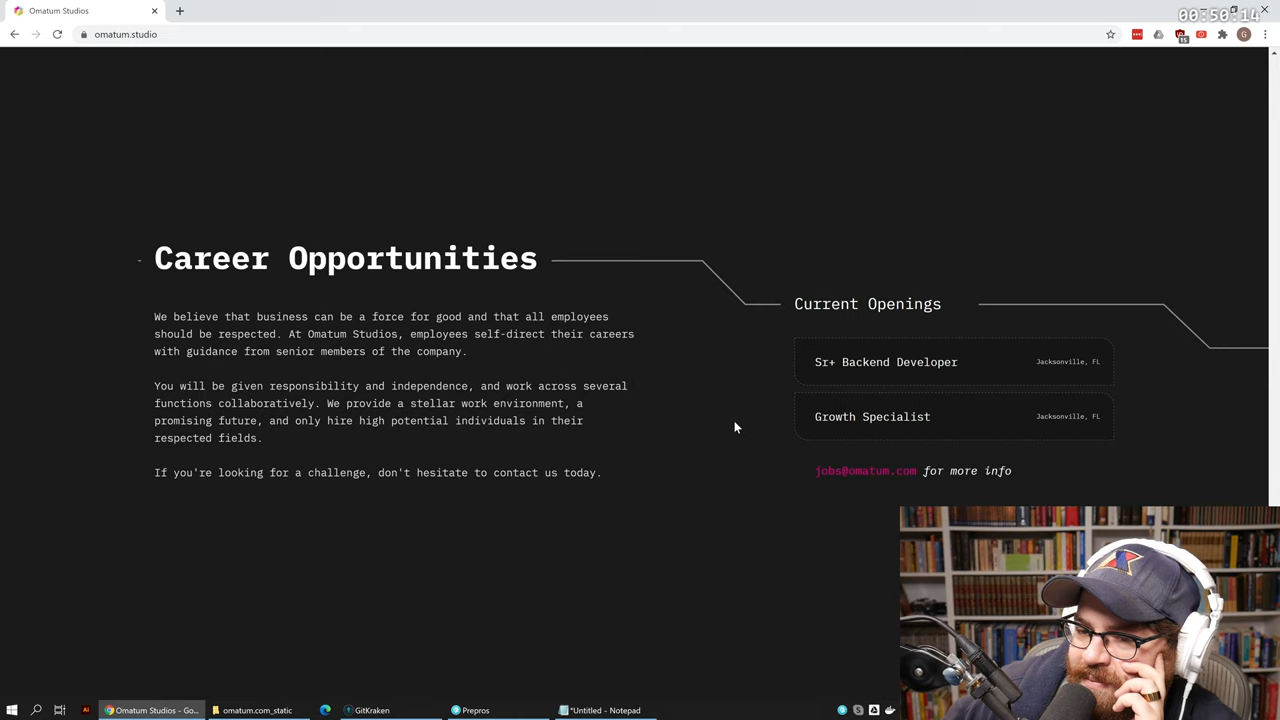 Omatum Studios
00:50:14
omatum.studio
15
G
Career Opportunities
We believe that business can be a force for good and that all employees
should be respected. At Omatum Studios, employees self-direct their careers
with guidance from senior members of the company.
You will be given responsibility and independence, and work across several
functions collaboratively. We provide a stellar work environment, a
promising future, and only hire high potential individuals in their
respected fields.
If you're looking for a challenge, don't hesitate to contact us today.
Current Openings
Sr+ Backend Developer Jacksonville, FL
Growth Specialist Jacksonville, FL
jobs@omatum.com for more info
Ai
Omatum Studios - Go...
omatum.com_static
GitKraken
Prepros
*Untitled - Notepad